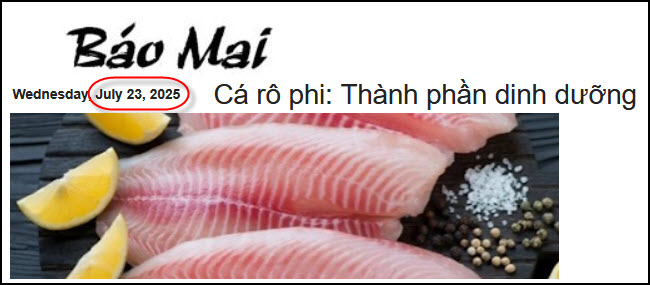 Báo Mai
Wednesday, July 23, 2025
Cá rô phi: Thành phần dinh dưỡng